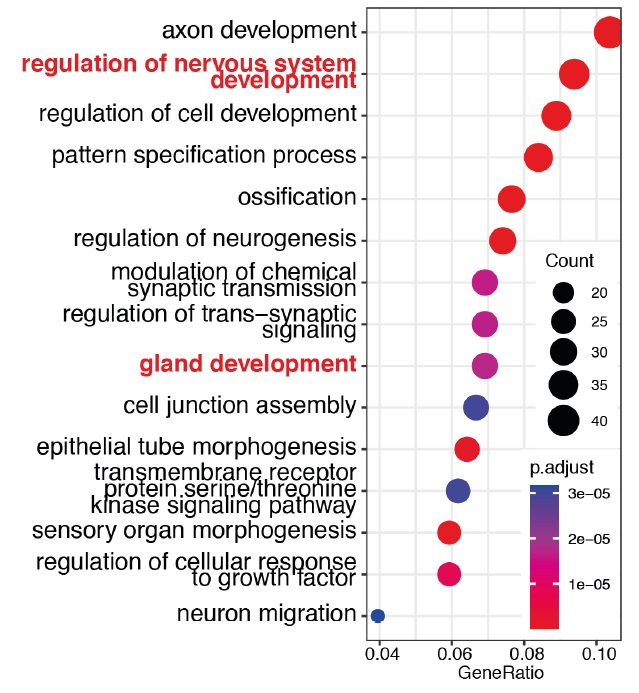 axon development
regulation of nervous system
development
regulation of cell development
pattern specification process
ossification
regulation of neurogenesis
modulation of chemical
synaptic transmission
regulation of trans−synaptic
signaling
gland development
cell junction assembly
epithelial tube morphogenesis
transmembrane receptor
protein serine/threonine
kinase signaling pathway
sensory organ morphogenesis
regulation of cellular response
to growth factor
neuron migration
Count
20
25
30
35
40
p.adjust
3e−05
2e−05
1e−05
0.04 0.06 0.08 0.10
GeneRatio